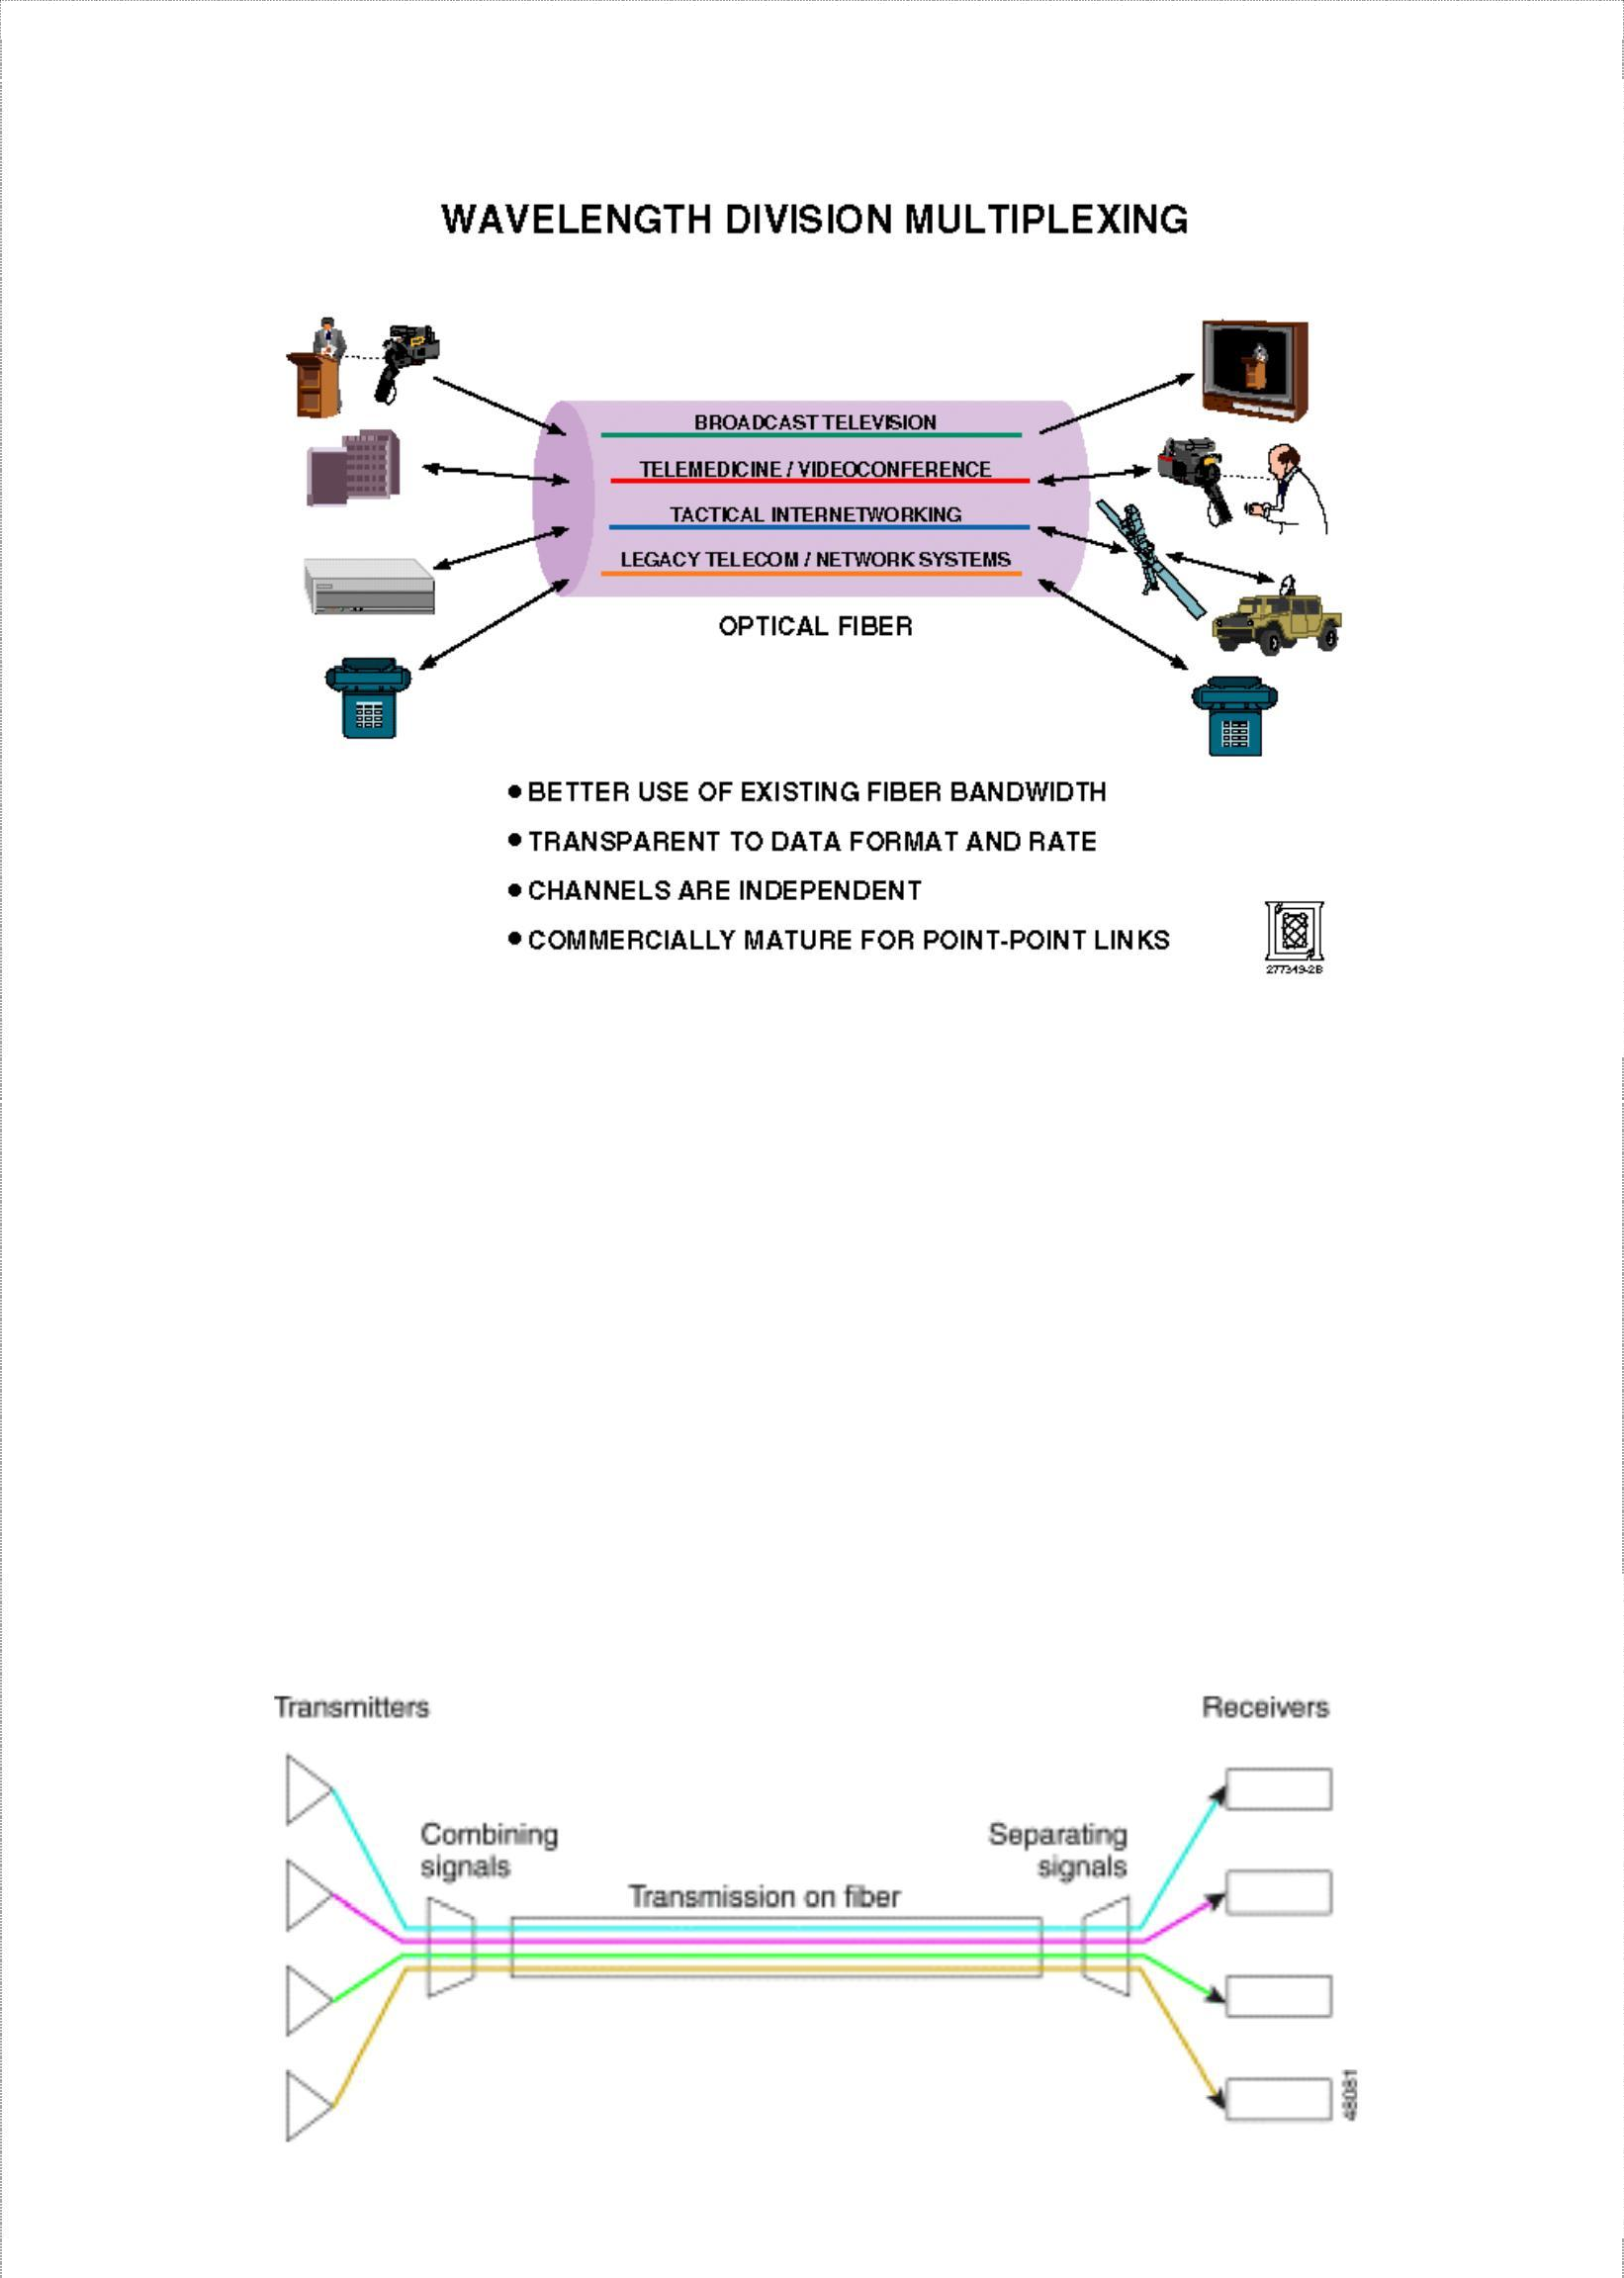 WAVELENGTH DIVISION MULTIPLEXING
BROADCAST TELEVISION
TELEMEDICINE / VIDEOCONFERENCE
TACTICAL INTERNETWORKING
LEGACY TELECOM / NETWORK SYSTEMS
OPTICAL FIBER
● BETTER USE OF EXISTING FIBER BANDWIDTH
● TRANSPARENT TO DATA FORMAT AND RATE
● CHANNELS ARE INDEPENDENT
● COMMERCIALLY MATURE FOR POINT-POINT LINKS
277349-2B
Transmitters
Receivers
Combining
signals
Separating
signals
Transmission on fiber
48081